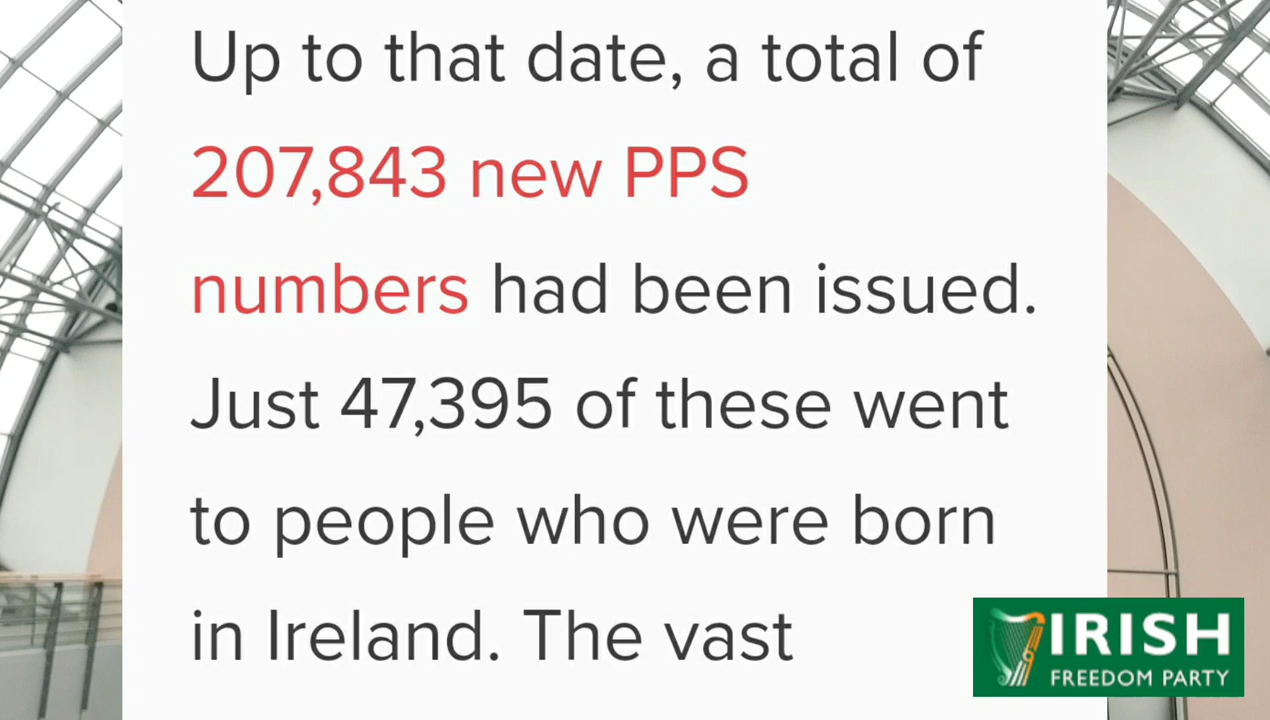 Up to that date, a total of
207,843 new PPS
numbers had been issued.
Just 47,395 of these went
to people who were born
in Ireland. The vast
IRISH
FREEDOM PARTY